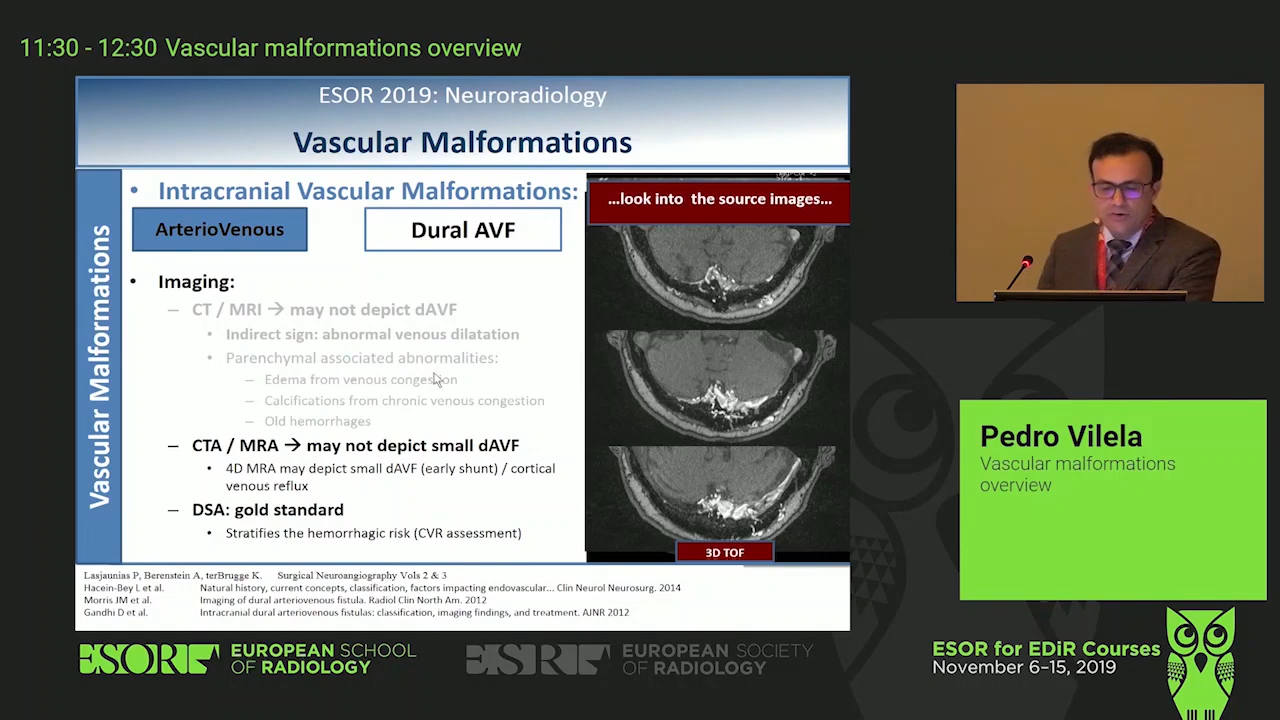 11:30 - 12:30 Vascular malformations overview
ESOR 2019: Neuroradiology
Vascular Malformations
Vascular Malformations
• Intracranial Vascular Malformations:
ArterioVenous
Dural AVF
• Imaging:
– CT / MRI → may not depict dAVF
• Indirect sign: abnormal venous dilatation
• Parenchymal associated abnormalities:
– Edema from venous congestion
– Calcifications from chronic venous congestion
– Old hemorrhages
– CTA / MRA → may not depict small dAVF
• 4D MRA may depict small dAVF (early shunt) / cortical
venous reflux
– DSA: gold standard
• Stratifies the hemorrhagic risk (CVR assessment)
...look into the source images...
3D TOF
Lasjaunias P, Berenstein A, terBrugge K. Surgical Neuroangiography Vols 2 & 3
Hacein-Bey L et al. Natural history, current concepts, classification, factors impacting endovascular... Clin Neurol Neurosurg. 2014
Morris JM et al. Imaging of dural arteriovenous fistula. Radiol Clin North Am. 2012
Gandhi D et al. Intracranial dural arteriovenous fistulas: classification, imaging findings, and treatment. AJNR 2012
Pedro Vilela
Vascular malformations
overview
ESOR EUROPEAN SCHOOL
OF RADIOLOGY
ESR EUROPEAN SOCIETY
OF RADIOLOGY
ESOR for EDiR Courses
November 6–15, 2019